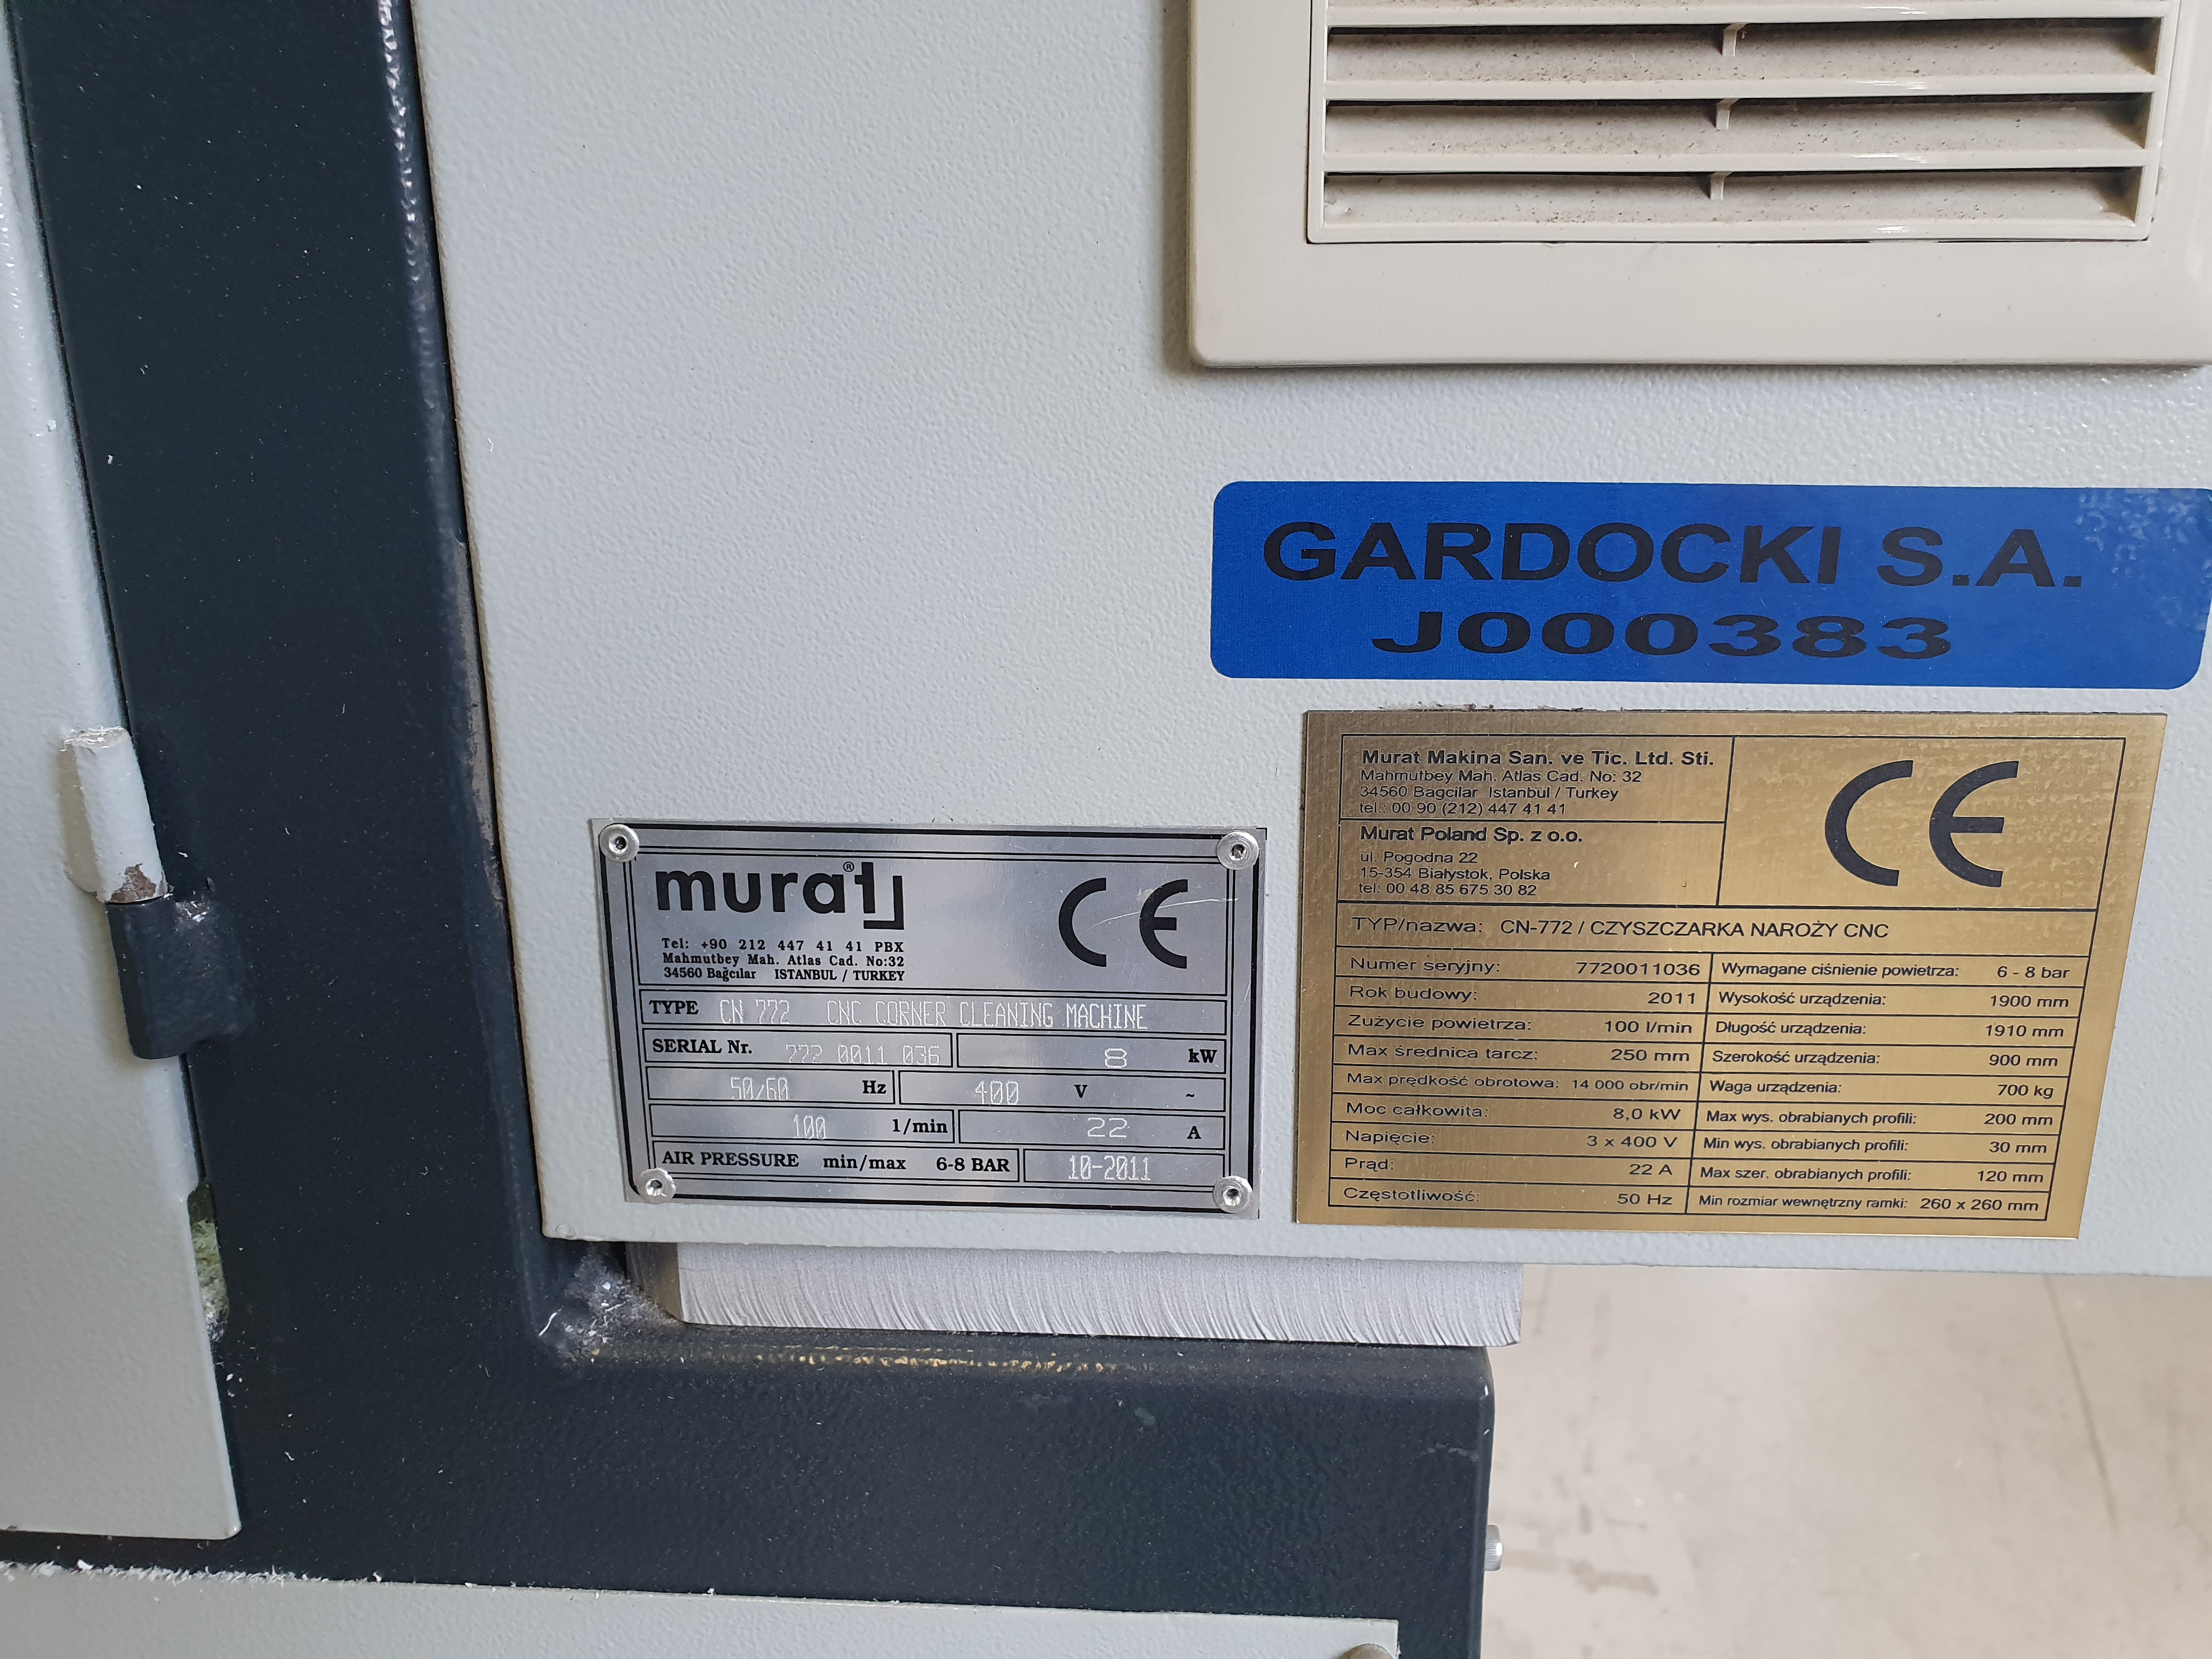 GARDOCKI S.A.
J000383
murat®
CE
Tel: +90 212 447 41 41 PBX
Mahmutbey Mah. Atlas Cad. No:32
34560 Bağcılar ISTANBUL / TURKEY
TYPE CN 772 CNC CORNER CLEANING MACHINE
SERIAL Nr. 772 0011 036 8 kW
50/60 Hz 400 V ~
100 l/min 22 A
AIR PRESSURE min/max 6-8 BAR 10-2011
Murat Makina San. ve Tic. Ltd. Sti.
Mahmutbey Mah. Atlas Cad. No: 32
34560 Bagcilar Istanbul / Turkey
tel.: 00 90 (212) 447 41 41
Murat Poland Sp. z o.o.
ul. Pogodna 22
15-354 Białystok, Polska
tel: 00 48 85 675 30 82
CE
TYP/nazwa: CN-772 / CZYSZCZARKA NAROŻY CNC
Numer seryjny: 7720011036 Wymagane ciśnienie powietrza: 6 - 8 bar
Rok budowy: 2011 Wysokość urządzenia: 1900 mm
Zużycie powietrza: 100 l/min Długość urządzenia: 1910 mm
Max średnica tarcz: 250 mm Szerokość urządzenia: 900 mm
Max prędkość obrotowa: 14 000 obr/min Waga urządzenia: 700 kg
Moc całkowita: 8,0 kW Max wys. obrabianych profili: 200 mm
Napięcie: 3 x 400 V Min wys. obrabianych profili: 30 mm
Prąd: 22 A Max szer. obrabianych profili: 120 mm
Częstotliwość: 50 Hz Min rozmiar wewnętrzny ramki: 260 x 260 mm